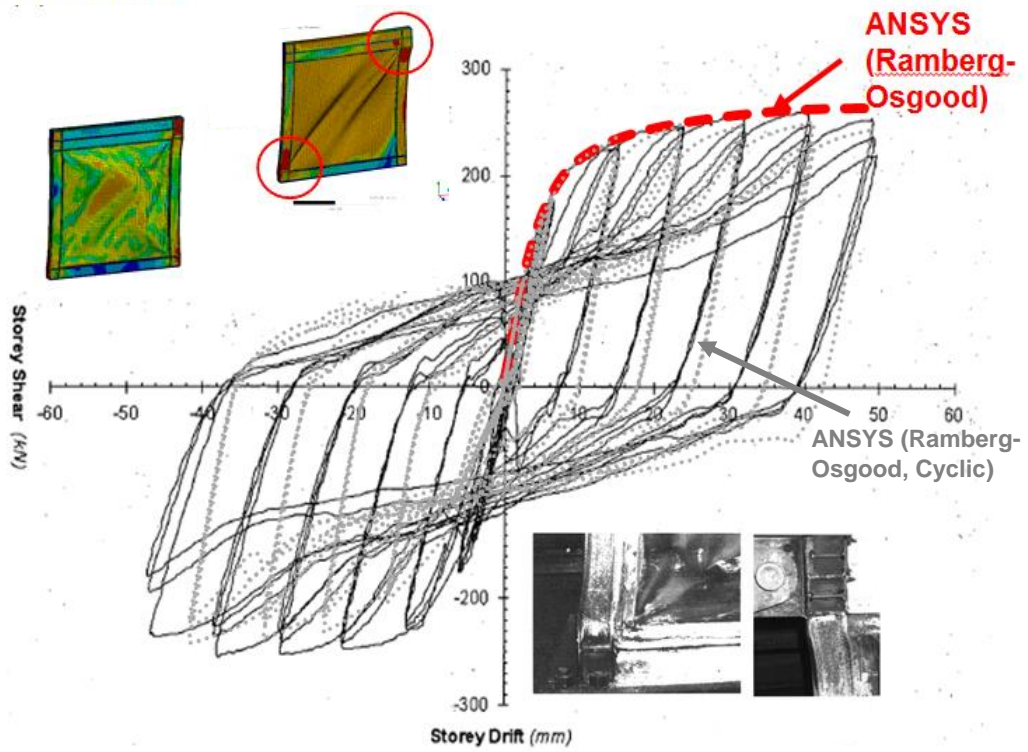 ANSYS
(Ramberg-
Osgood)
300
200
100
0
-60 -50 -40 -30 -20 -10 0 10 20 30 40 50 60
ANSYS (Ramberg-
Osgood, Cyclic)
-200
-300
Storey Shear (kN)
Storey Drift (mm)